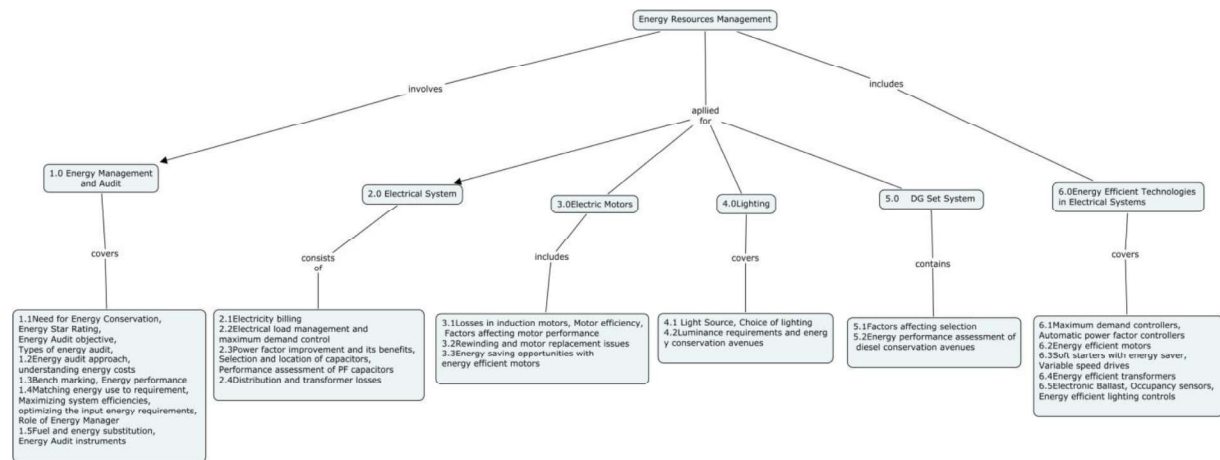 Energy Resources Management
involves
apllied
for
includes
1.0 Energy Management
and Audit
2.0 Electrical System
3.0Electric Motors
4.0Lighting
5.0 DG Set System
6.0Energy Efficient Technologies
in Electrical Systems
covers
consists
of
includes
covers
contains
covers
1.1Need for Energy Conservation,
Energy Star Rating,
Energy Audit objective,
Types of energy audit,
1.2Energy audit approach,
understanding energy costs
1.3Bench marking, Energy performance
1.4Matching energy use to requirement,
Maximizing system efficiencies,
optimizing the input energy requirements,
Role of Energy Manager
1.5Fuel and energy substitution,
Energy Audit instruments
2.1Electricity billing
2.2Electrical load management and
maximum demand control
2.3Power factor improvement and its benefits,
Selection and location of capacitors,
Performance assessment of PF capacitors
2.4Distribution and transformer losses
3.1Losses in induction motors, Motor efficiency,
Factors affecting motor performance
3.2Rewinding and motor replacement issues
3.3Energy saving opportunities with
energy efficient motors
4.1 Light Source, Choice of lighting
4.2Luminance requirements and energ
y conservation avenues
5.1Factors affecting selection
5.2Energy performance assessment of
diesel conservation avenues
6.1Maximum demand controllers,
Automatic power factor controllers
6.2Energy efficient motors
6.3Soft starters with energy saver,
Variable speed drives
6.4Energy efficient transformers
6.5Electronic Ballast, Occupancy sensors,
Energy efficient lighting controls